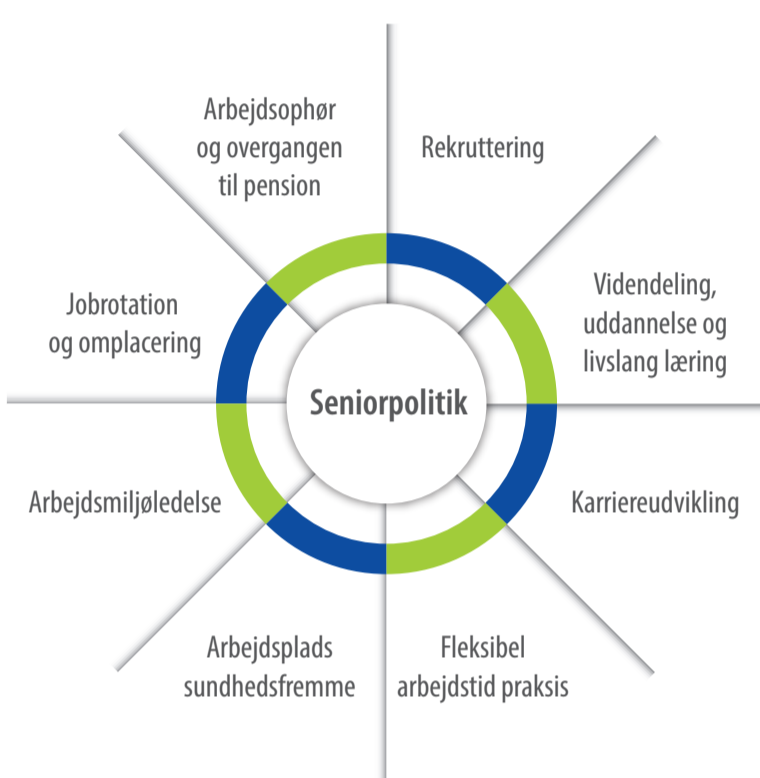 Arbejdsophør
og overgangen
til pension
Rekruttering
Videndeling,
uddannelse og
livslang læring
Jobrotation
og omplacering
Seniorpolitik
Arbejdsmiljøledelse
Karriereudvikling
Arbejdsplads
sundhedsfremme
Fleksibel
arbejdstid praksis